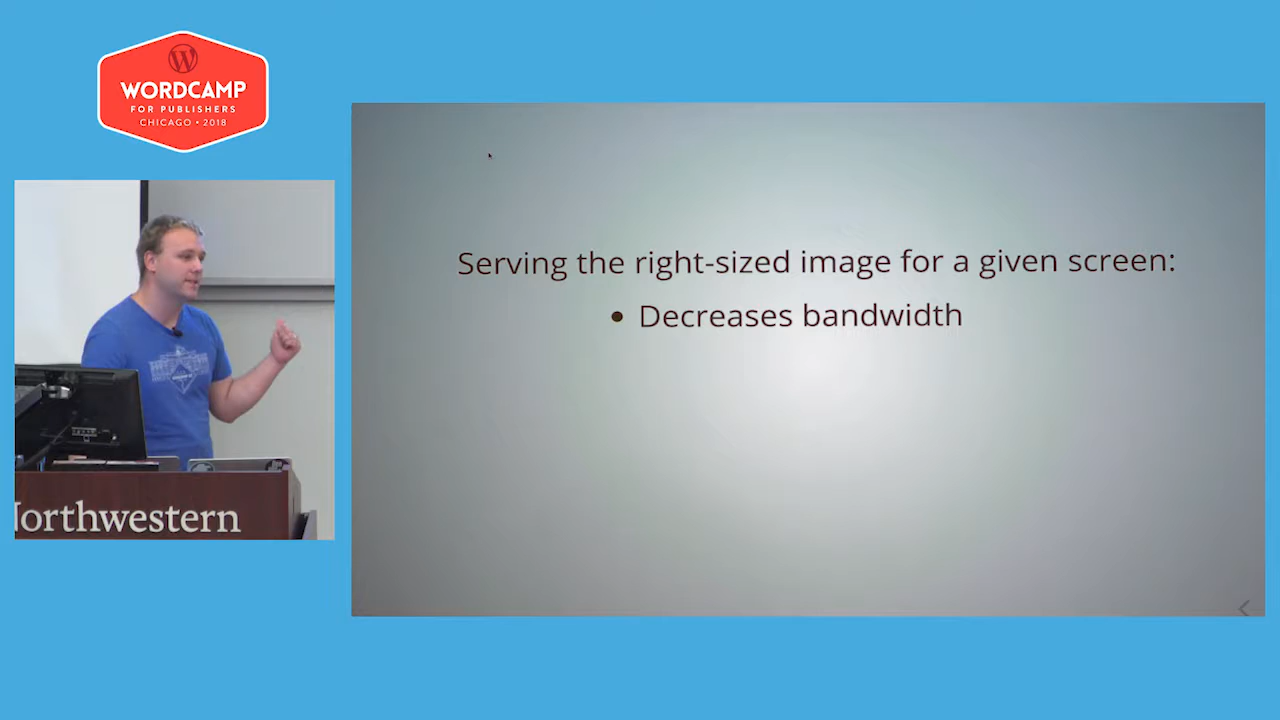 WORDCAMP
FOR PUBLISHERS
CHICAGO • 2018
Serving the right-sized image for a given screen:
• Decreases bandwidth
Northwestern